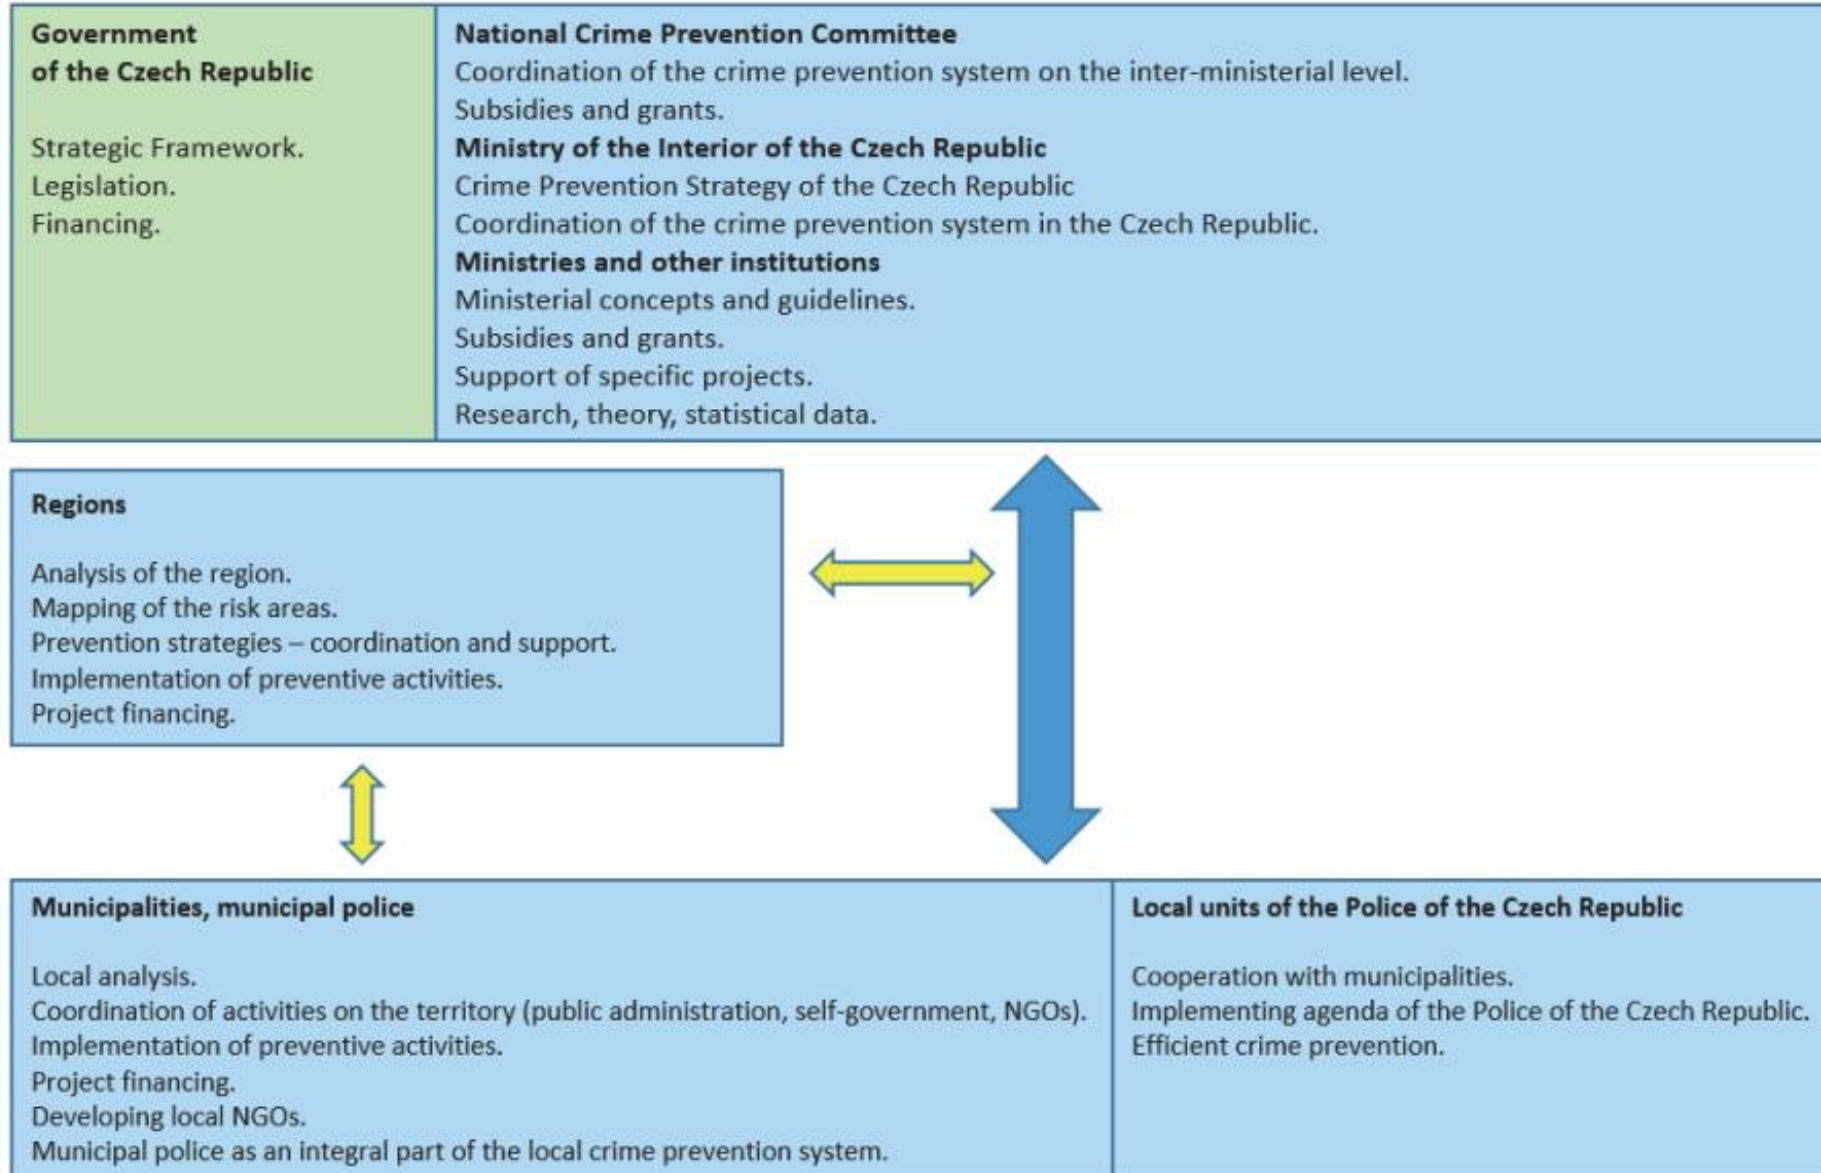 Government
of the Czech Republic
Strategic Framework.
Legislation.
Financing.
National Crime Prevention Committee
Coordination of the crime prevention system on the inter-ministerial level.
Subsidies and grants.
Ministry of the Interior of the Czech Republic
Crime Prevention Strategy of the Czech Republic
Coordination of the crime prevention system in the Czech Republic.
Ministries and other institutions
Ministerial concepts and guidelines.
Subsidies and grants.
Support of specific projects.
Research, theory, statistical data.
Regions
Analysis of the region.
Mapping of the risk areas.
Prevention strategies – coordination and support.
Implementation of preventive activities.
Project financing.
Municipalities, municipal police
Local analysis.
Coordination of activities on the territory (public administration, self-government, NGOs).
Implementation of preventive activities.
Project financing.
Developing local NGOs.
Municipal police as an integral part of the local crime prevention system.
Local units of the Police of the Czech Republic
Cooperation with municipalities.
Implementing agenda of the Police of the Czech Republic.
Efficient crime prevention.